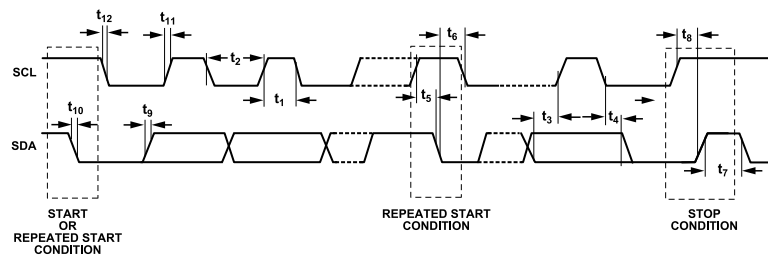 t12
t11
t2
t6
t8
SCL
t1
t5
t3
t4
t10
t9
SDA
t7
START
OR
REPEATED START
CONDITION
REPEATED START
CONDITION
STOP
CONDITION